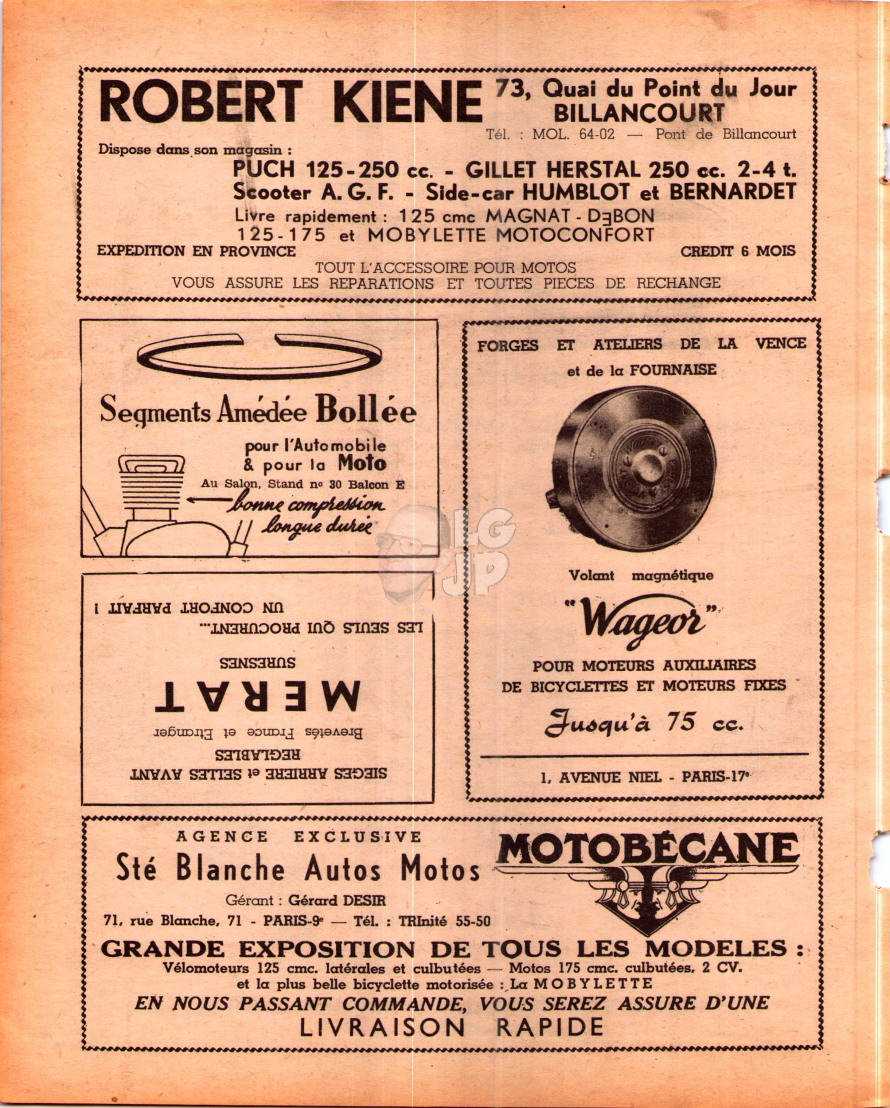 ROBERT KIENE
73, Quai du Point du Jour
BILLANCOURT
Tél. : MOL. 64-02 — Pont de Billancourt
Dispose dans son magasin :
PUCH 125-250 cc. - GILLET HERSTAL 250 cc. 2-4 t.
Scooter A. G. F. - Side-car HUMBLOT et BERNARDET
Livre rapidement : 125 cmc MAGNAT - DƎBON
125-175 et MOBYLETTE MOTOCONFORT
EXPEDITION EN PROVINCE
CREDIT 6 MOIS
TOUT L'ACCESSOIRE POUR MOTOS
VOUS ASSURE LES REPARATIONS ET TOUTES PIECES DE RECHANGE
Segments Amédée Bollée
pour l'Automobile
& pour la Moto
Au Salon, Stand nº 30 Balcon E
bonne compression
longue durée
SIEGES ARRIERE et SELLES AVANT
REGLABLES
Brevetés France et Etranger
MERAT
SURESNES
LES SEULS QUI PROCURENT...
UN CONFORT PARFAIT !
FORGES ET ATELIERS DE LA VENCE
et de la FOURNAISE
Volant magnétique
"Wageor"
POUR MOTEURS AUXILIAIRES
DE BICYCLETTES ET MOTEURS FIXES
Jusqu'à 75 cc.
1, AVENUE NIEL - PARIS-17e
AGENCE EXCLUSIVE
Sté Blanche Autos Motos
Gérant : Gérard DESIR
71, rue Blanche, 71 - PARIS-9e — Tél. : TRInité 55-50
MOTOBÉCANE
GRANDE EXPOSITION DE TOUS LES MODELES :
Vélomoteurs 125 cmc. latérales et culbutées — Motos 175 cmc. culbutées, 2 CV.
et la plus belle bicyclette motorisée : La MOBYLETTE
EN NOUS PASSANT COMMANDE, VOUS SEREZ ASSURE D'UNE
LIVRAISON RAPIDE
LG
JP